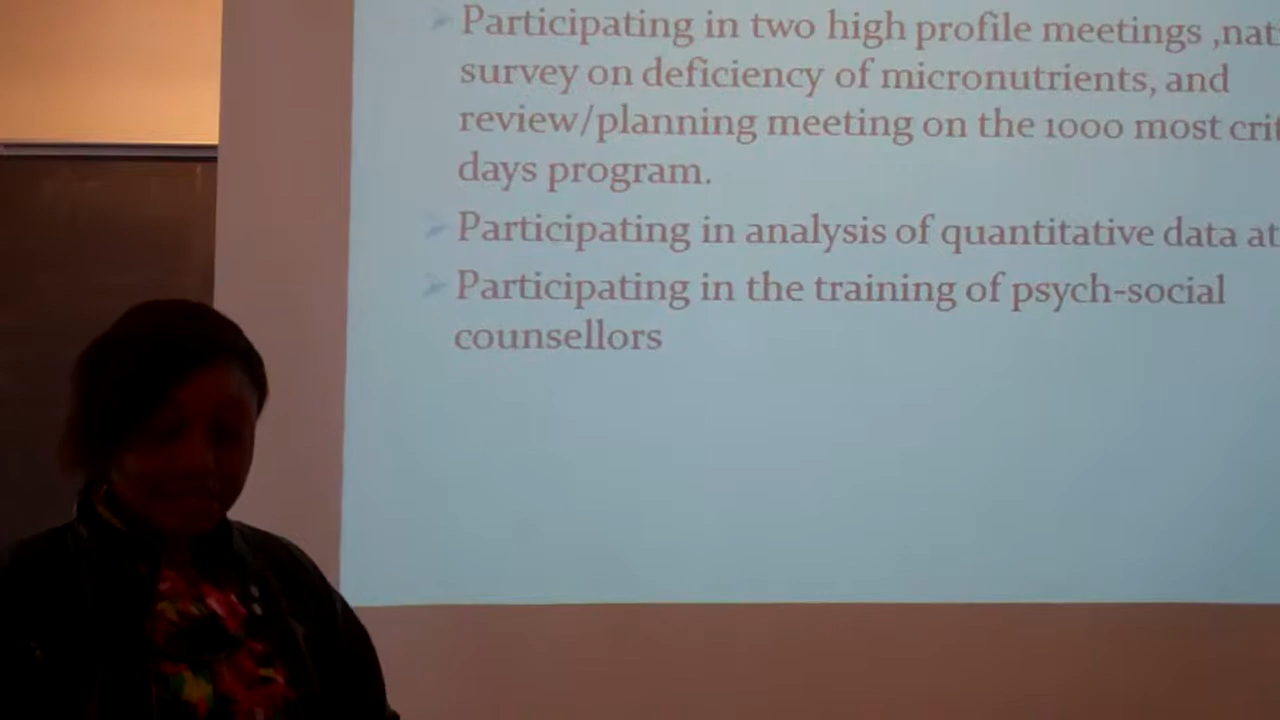 Participating in two high profile meetings ,nat
survey on deficiency of micronutrients, and
review/planning meeting on the 1000 most cri
days program.
Participating in analysis of quantitative data at
Participating in the training of psych-social
counsellors